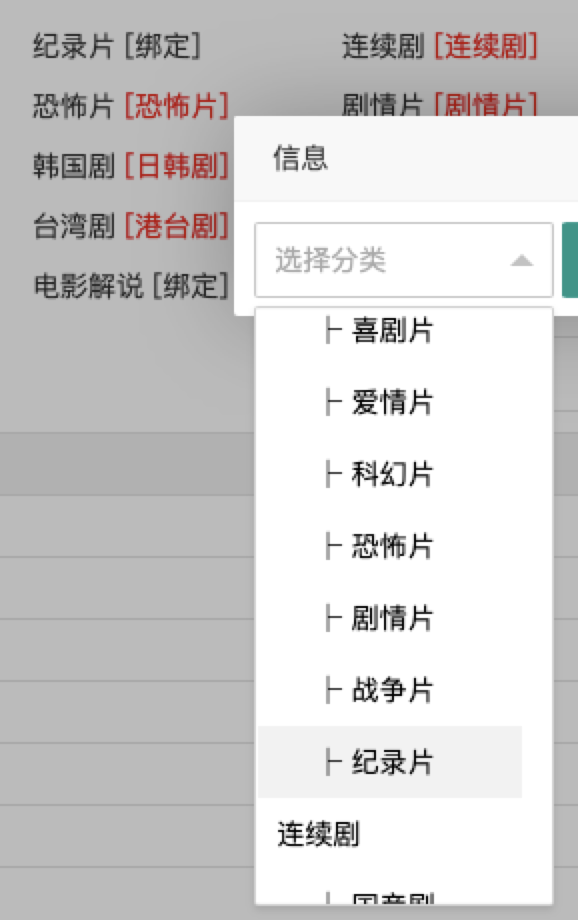 纪录片 [绑定]
连续剧 [连续剧]
恐怖片 [恐怖片]
剧情片 [剧情片]
韩国剧 [日韩剧]
台湾剧 [港台剧]
电影解说 [绑定]
信息
选择分类
├ 喜剧片
├ 爱情片
├ 科幻片
├ 恐怖片
├ 剧情片
├ 战争片
├ 纪录片
连续剧
├ 国产剧